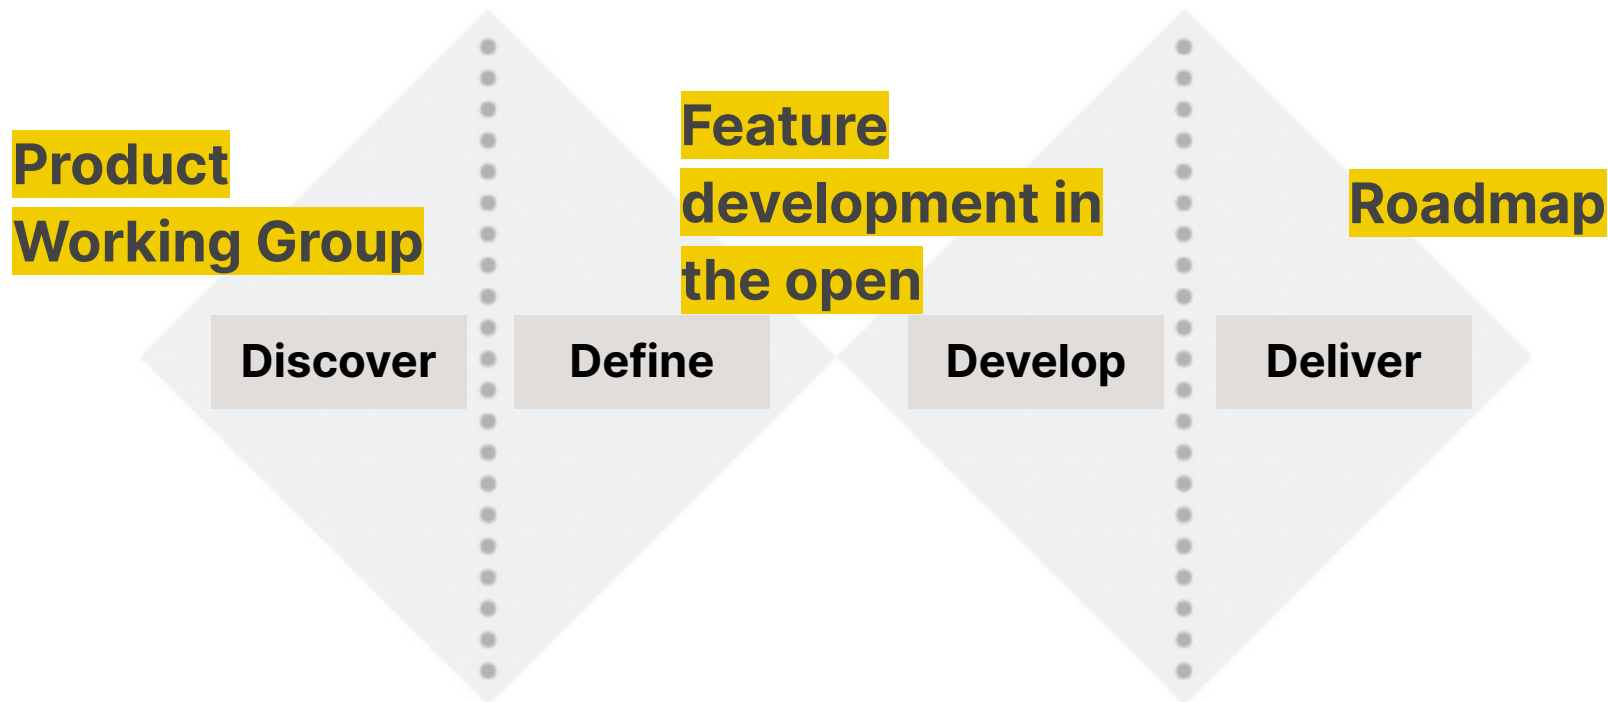 Product
Working Group
Feature
development in
the open
Roadmap
Discover
Define
Develop
Deliver